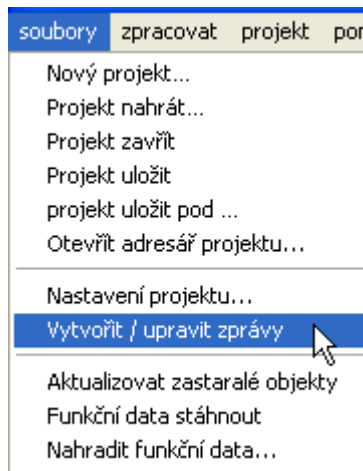 soubory zpracovat projekt
Nový projekt...
Projekt nahrát...
Projekt zavřít
Projekt uložit
projekt uložit pod ...
Otevřít adresář projektu...
Nastavení projektu...
Vytvořit / upravit zprávy
Aktualizovat zastaralé objekty
Funkční data stáhnout
Nahradit funkční data...